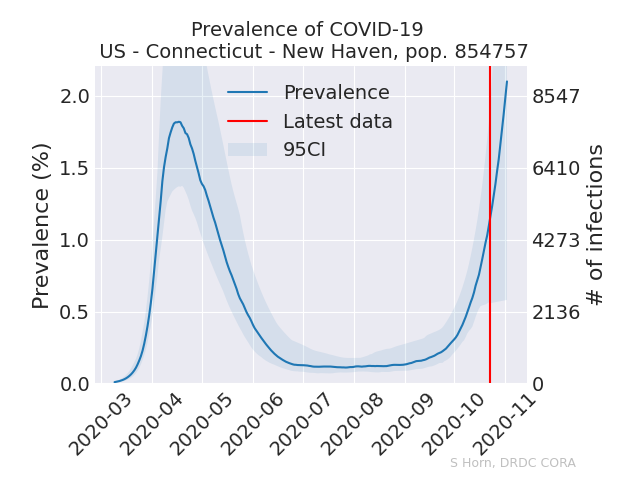 Prevalence of COVID-19
US - Connecticut - New Haven, pop. 854757
Prevalence
Latest data
95CI
Prevalence (%)
2.0
1.5
1.0
0.5
0.0
8547
6410
4273
2136
0
# of infections
2020-03
2020-04
2020-05
2020-06
2020-07
2020-08
2020-09
2020-10
2020-11
S Horn, DRDC CORA